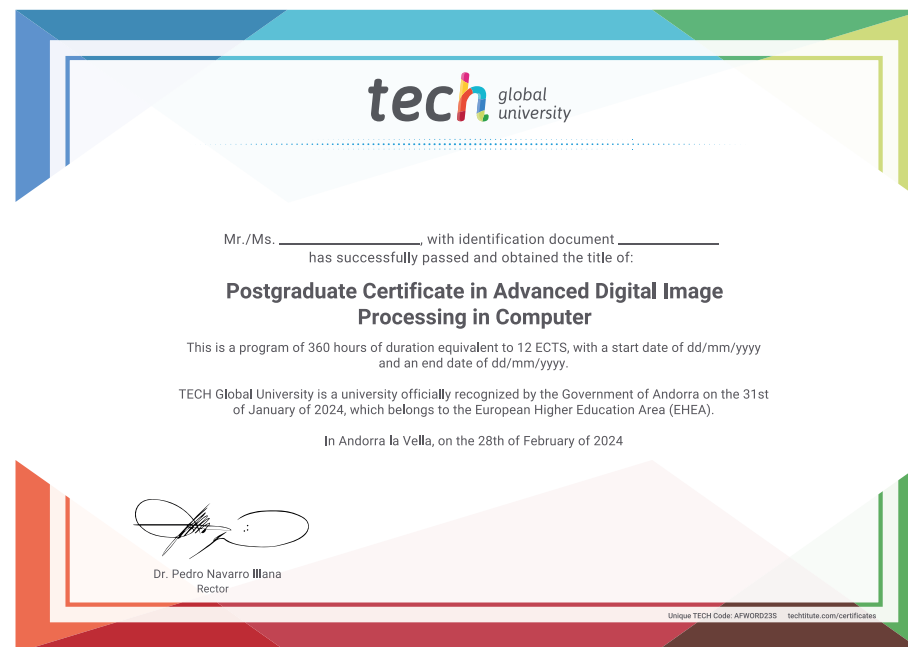 tech global
university
Mr./Ms. ____________________, with identification document ______________
has successfully passed and obtained the title of:
Postgraduate Certificate in Advanced Digital Image
Processing in Computer
This is a program of 360 hours of duration equivalent to 12 ECTS, with a start date of dd/mm/yyyy
and an end date of dd/mm/yyyy.
TECH Global University is a university officially recognized by the Government of Andorra on the 31st
of January of 2024, which belongs to the European Higher Education Area (EHEA).
In Andorra la Vella, on the 28th of February of 2024
Dr. Pedro Navarro Illana
Rector
Unique TECH Code: AFWORD23S techtitute.com/certificates